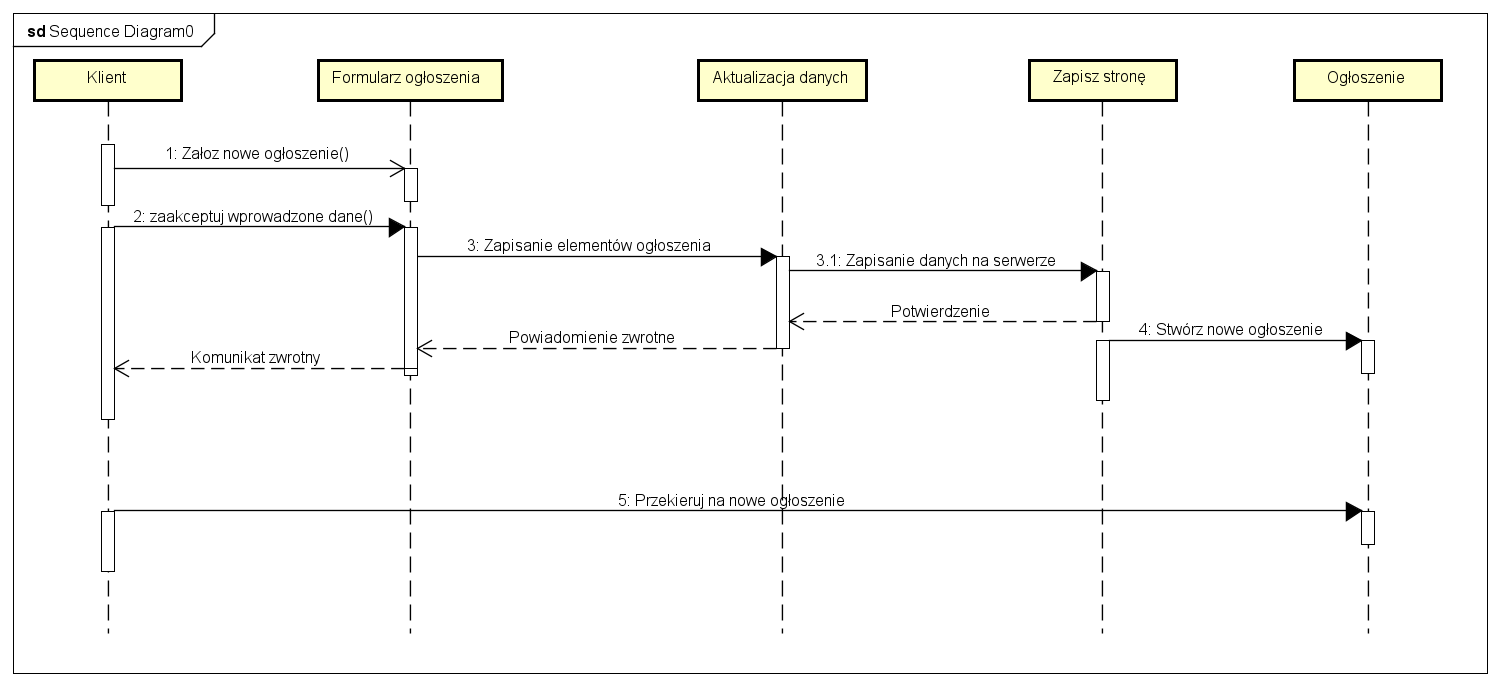 sd Sequence Diagram0
Klient
Formularz ogłoszenia
Aktualizacja danych
Zapisz stronę
Ogłoszenie
1: Załoz nowe ogłoszenie()
2: zaakceptuj wprowadzone dane()
3: Zapisanie elementów ogłoszenia
3.1: Zapisanie danych na serwerze
Potwierdzenie
4: Stwórz nowe ogłoszenie
Powiadomienie zwrotne
Komunikat zwrotny
5: Przekieruj na nowe ogłoszenie